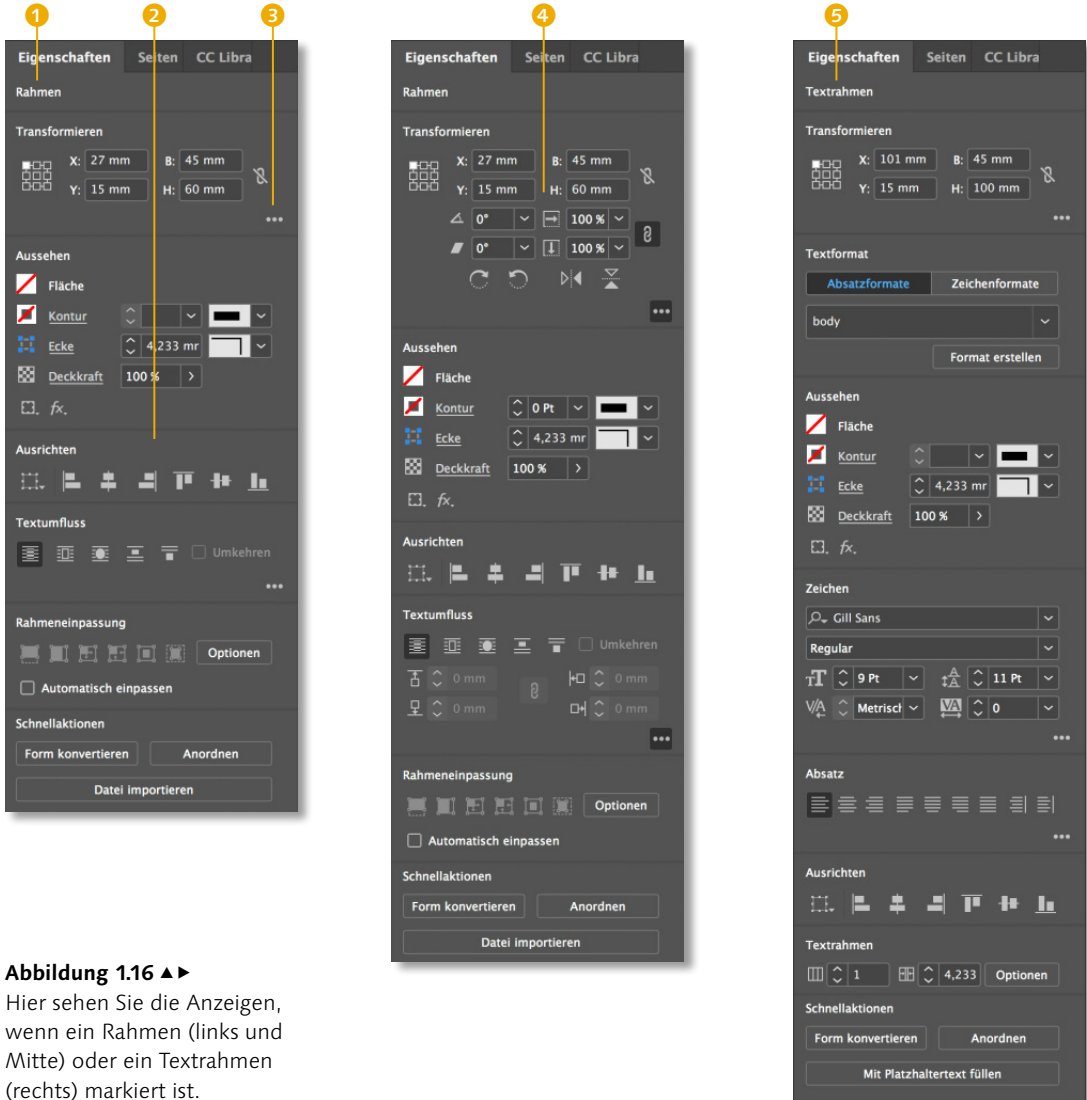 1
2
3
Eigenschaften Seiten CC Libra
Rahmen
Transformieren
X: 27 mm B: 45 mm
Y: 15 mm H: 60 mm
Aussehen
Fläche
Kontur
Ecke 4,233 mr
Deckkraft 100 %
fx.
Ausrichten
Textumfluss
Umkehren
Rahmeneinpassung
Optionen
Automatisch einpassen
Schnellaktionen
Form konvertieren Anordnen
Datei importieren
4
Eigenschaften Seiten CC Libra
Rahmen
Transformieren
X: 27 mm B: 45 mm
Y: 15 mm H: 60 mm
0° 100 %
0° 100 %
Aussehen
Fläche
Kontur 0 Pt
Ecke 4,233 mr
Deckkraft 100 %
fx.
Ausrichten
Textumfluss
Umkehren
0 mm 0 mm
0 mm 0 mm
Rahmeneinpassung
Optionen
Automatisch einpassen
Schnellaktionen
Form konvertieren Anordnen
Datei importieren
5
Eigenschaften Seiten CC Libra
Textrahmen
Transformieren
X: 101 mm B: 45 mm
Y: 15 mm H: 100 mm
Textformat
Absatzformate Zeichenformate
body
Format erstellen
Aussehen
Fläche
Kontur
Ecke 4,233 mr
Deckkraft 100 %
fx.
Zeichen
Gill Sans
Regular
9 Pt 11 Pt
Metrisch 0
Absatz
Ausrichten
Textrahmen
1 4,233 Optionen
Schnellaktionen
Form konvertieren Anordnen
Mit Platzhaltertext füllen
Abbildung 1.16 ▲▶
Hier sehen Sie die Anzeigen,
wenn ein Rahmen (links und
Mitte) oder ein Textrahmen
(rechts) markiert ist.